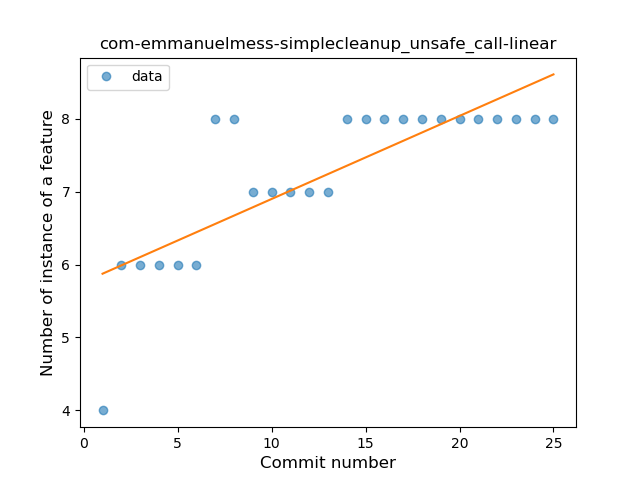 com-emmanuelmess-simplecleanup_unsafe_call-linear
data
Number of instance of a feature
8
7
6
5
4
0
5
10
15
20
25
Commit number